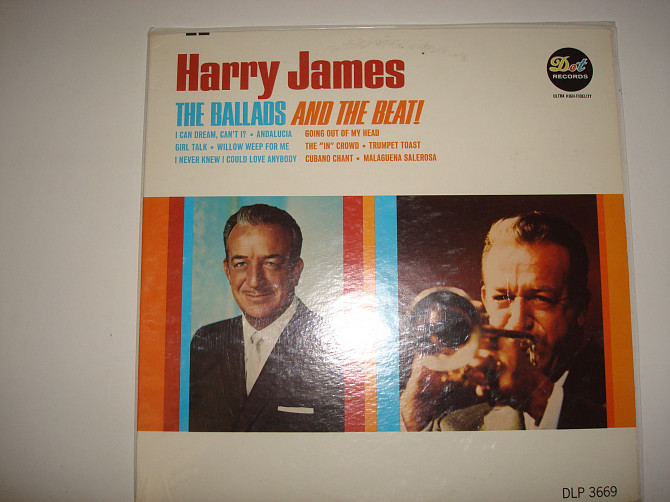 Harry James
Dot
RECORDS
ULTRA HIGH-FIDELITY
THE BALLADS AND THE BEAT!
I CAN DREAM, CAN'T I? • ANDALUCIA
GIRL TALK • WILLOW WEEP FOR ME
I NEVER KNEW I COULD LOVE ANYBODY
GOING OUT OF MY HEAD
THE "IN" CROWD • TRUMPET TOAST
CUBANO CHANT • MALAGUENA SALEROSA
DLP 3669